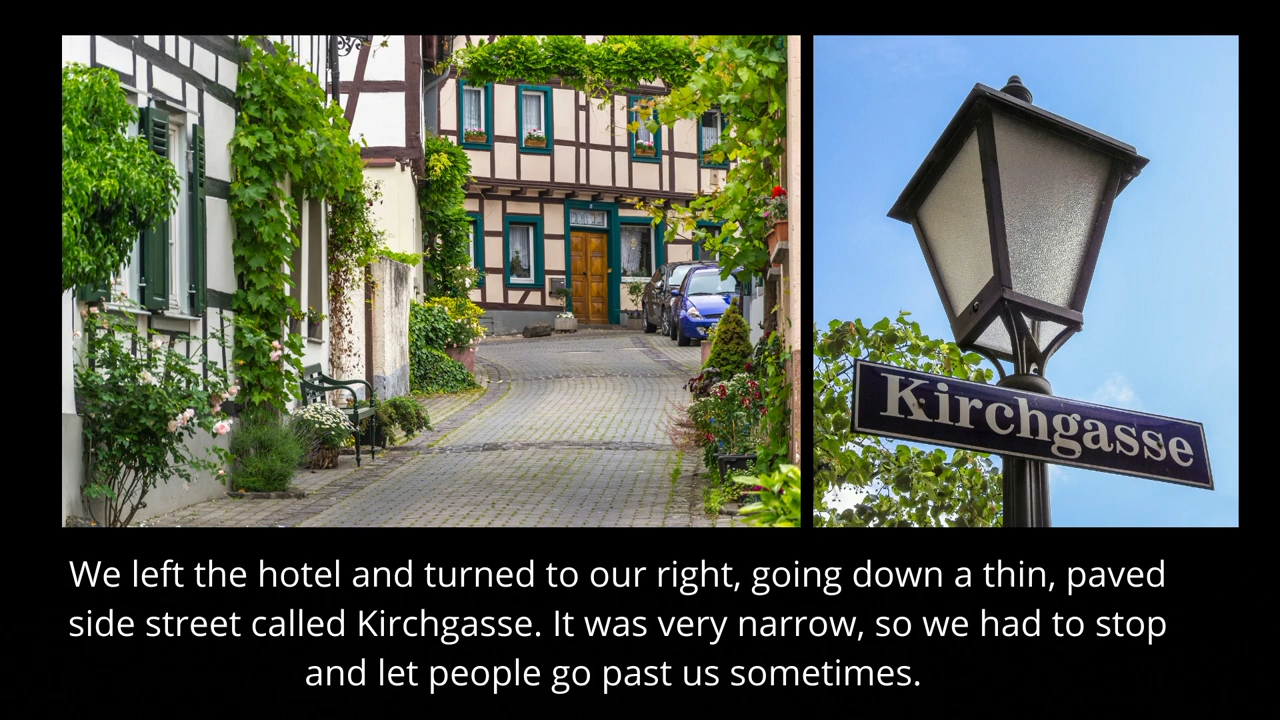 Kirchgasse
We left the hotel and turned to our right, going down a thin, paved
side street called Kirchgasse. It was very narrow, so we had to stop
and let people go past us sometimes.